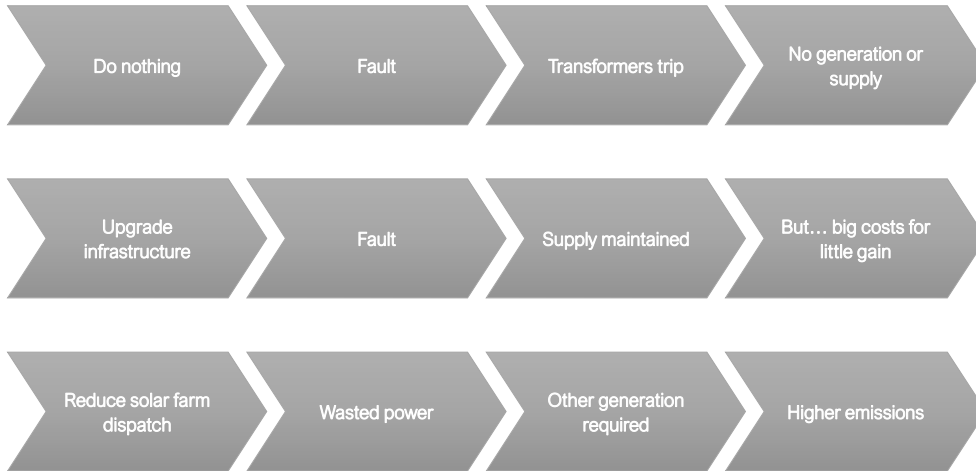 Do nothing
Fault
Transformers trip
No generation or
supply
Upgrade
infrastructure
Fault
Supply maintained
But... big costs for
little gain
Reduce solar farm
dispatch
Wasted power
Other generation
required
Higher emissions